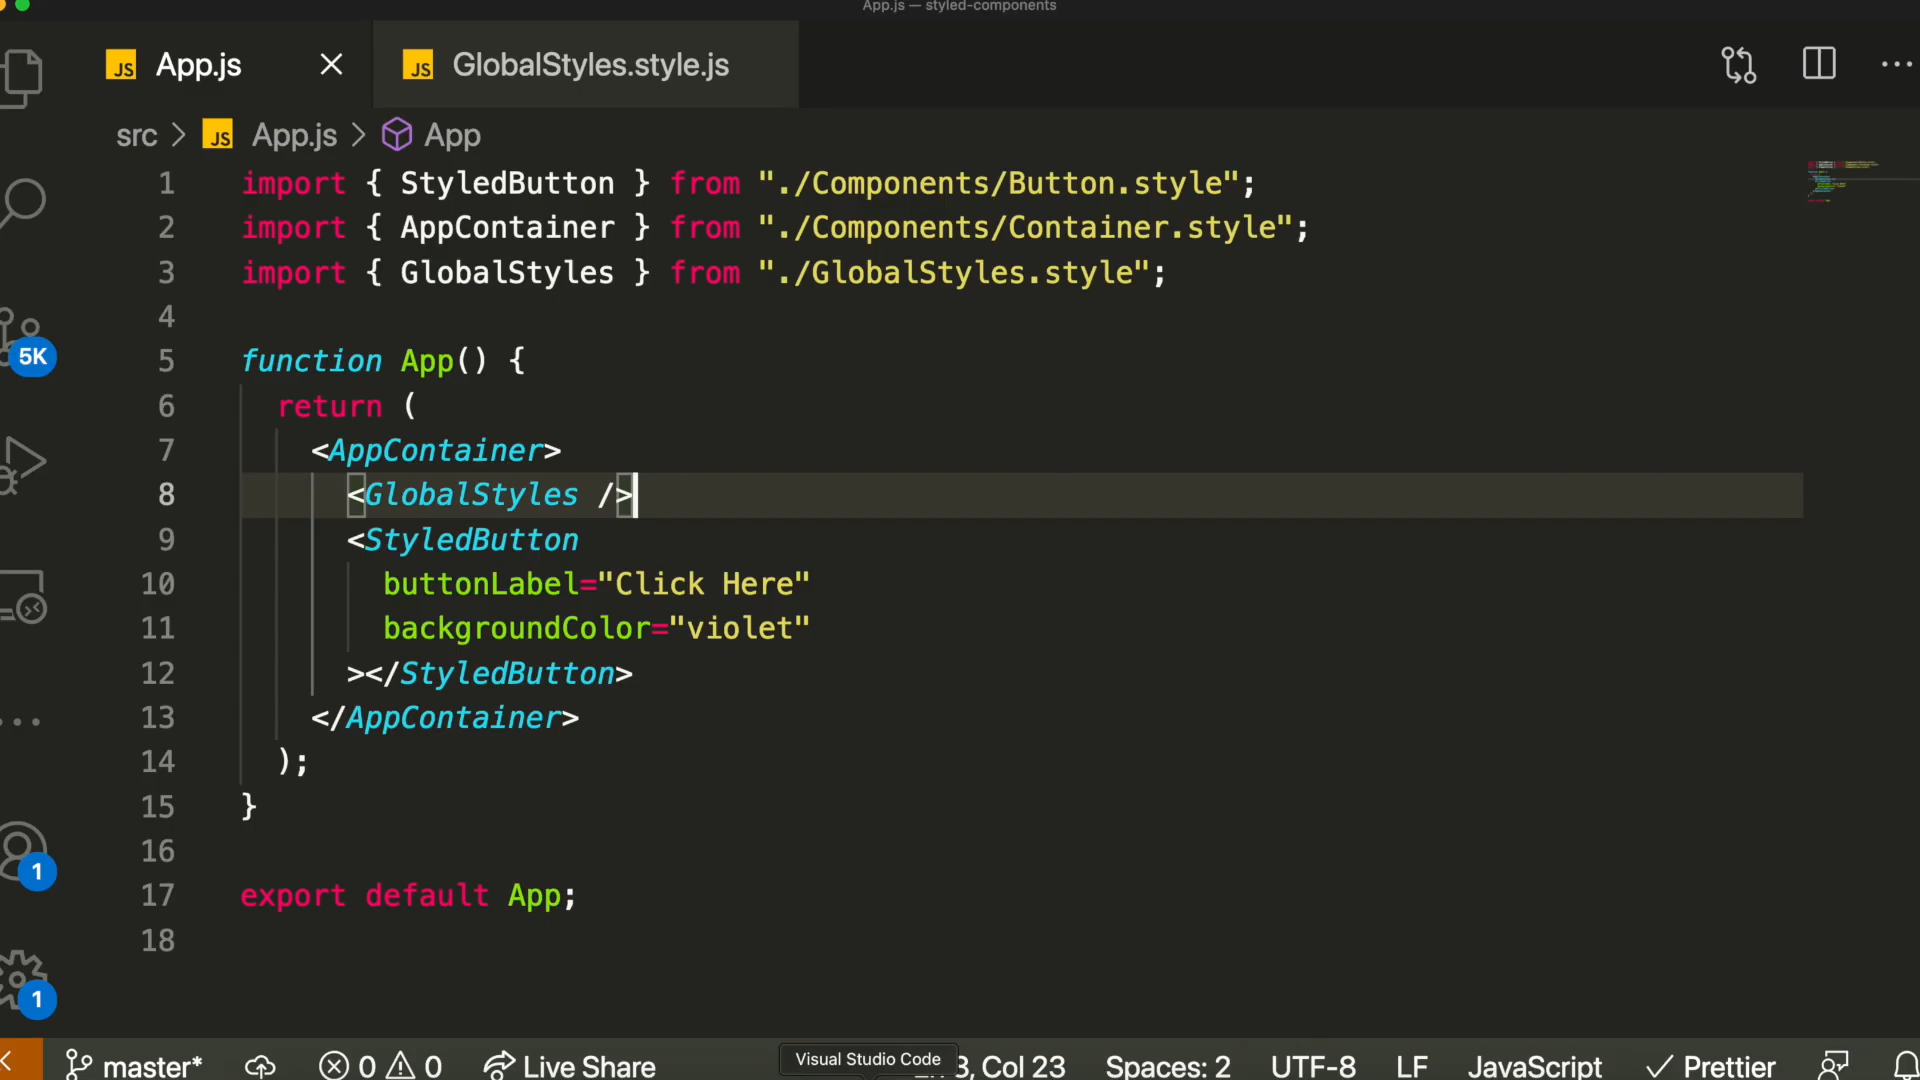 App.js — styled-components
JS App.js
JS GlobalStyles.style.js
src > JS App.js > App
1 import { StyledButton } from "./Components/Button.style";
2 import { AppContainer } from "./Components/Container.style";
3 import { GlobalStyles } from "./GlobalStyles.style";
4
5 function App() {
6 return (
7 <AppContainer>
8 <GlobalStyles />
9 <StyledButton
10 buttonLabel="Click Here"
11 backgroundColor="violet"
12 ></StyledButton>
13 </AppContainer>
14 );
15 }
16
17 export default App;
18
5K
1
1
master* 0 0 Live Share Visual Studio Code 8, Col 23 Spaces: 2 UTF-8 LF JavaScript Prettier